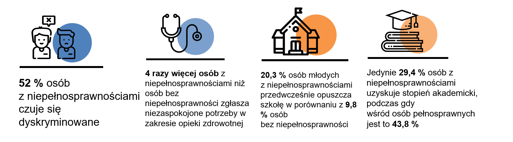 52 % osób
z niepełnosprawnościami
czuje się
dyskryminowane
4 razy więcej osób z
niepełnosprawnościami niż
osób bez
niepełnosprawności zgłasza
niezaspokojone potrzeby w
zakresie opieki zdrowotnej
20,3 % osób młodych
z niepełnosprawnościami
przedwcześnie opuszcza
szkołę w porównaniu z 9,8
% osób
bez niepełnosprawności
Jedynie 29,4 % osób z
niepełnosprawnościami
uzyskuje stopień akademicki,
podczas gdy
wśród osób pełnosprawnych
jest to 43,8 %